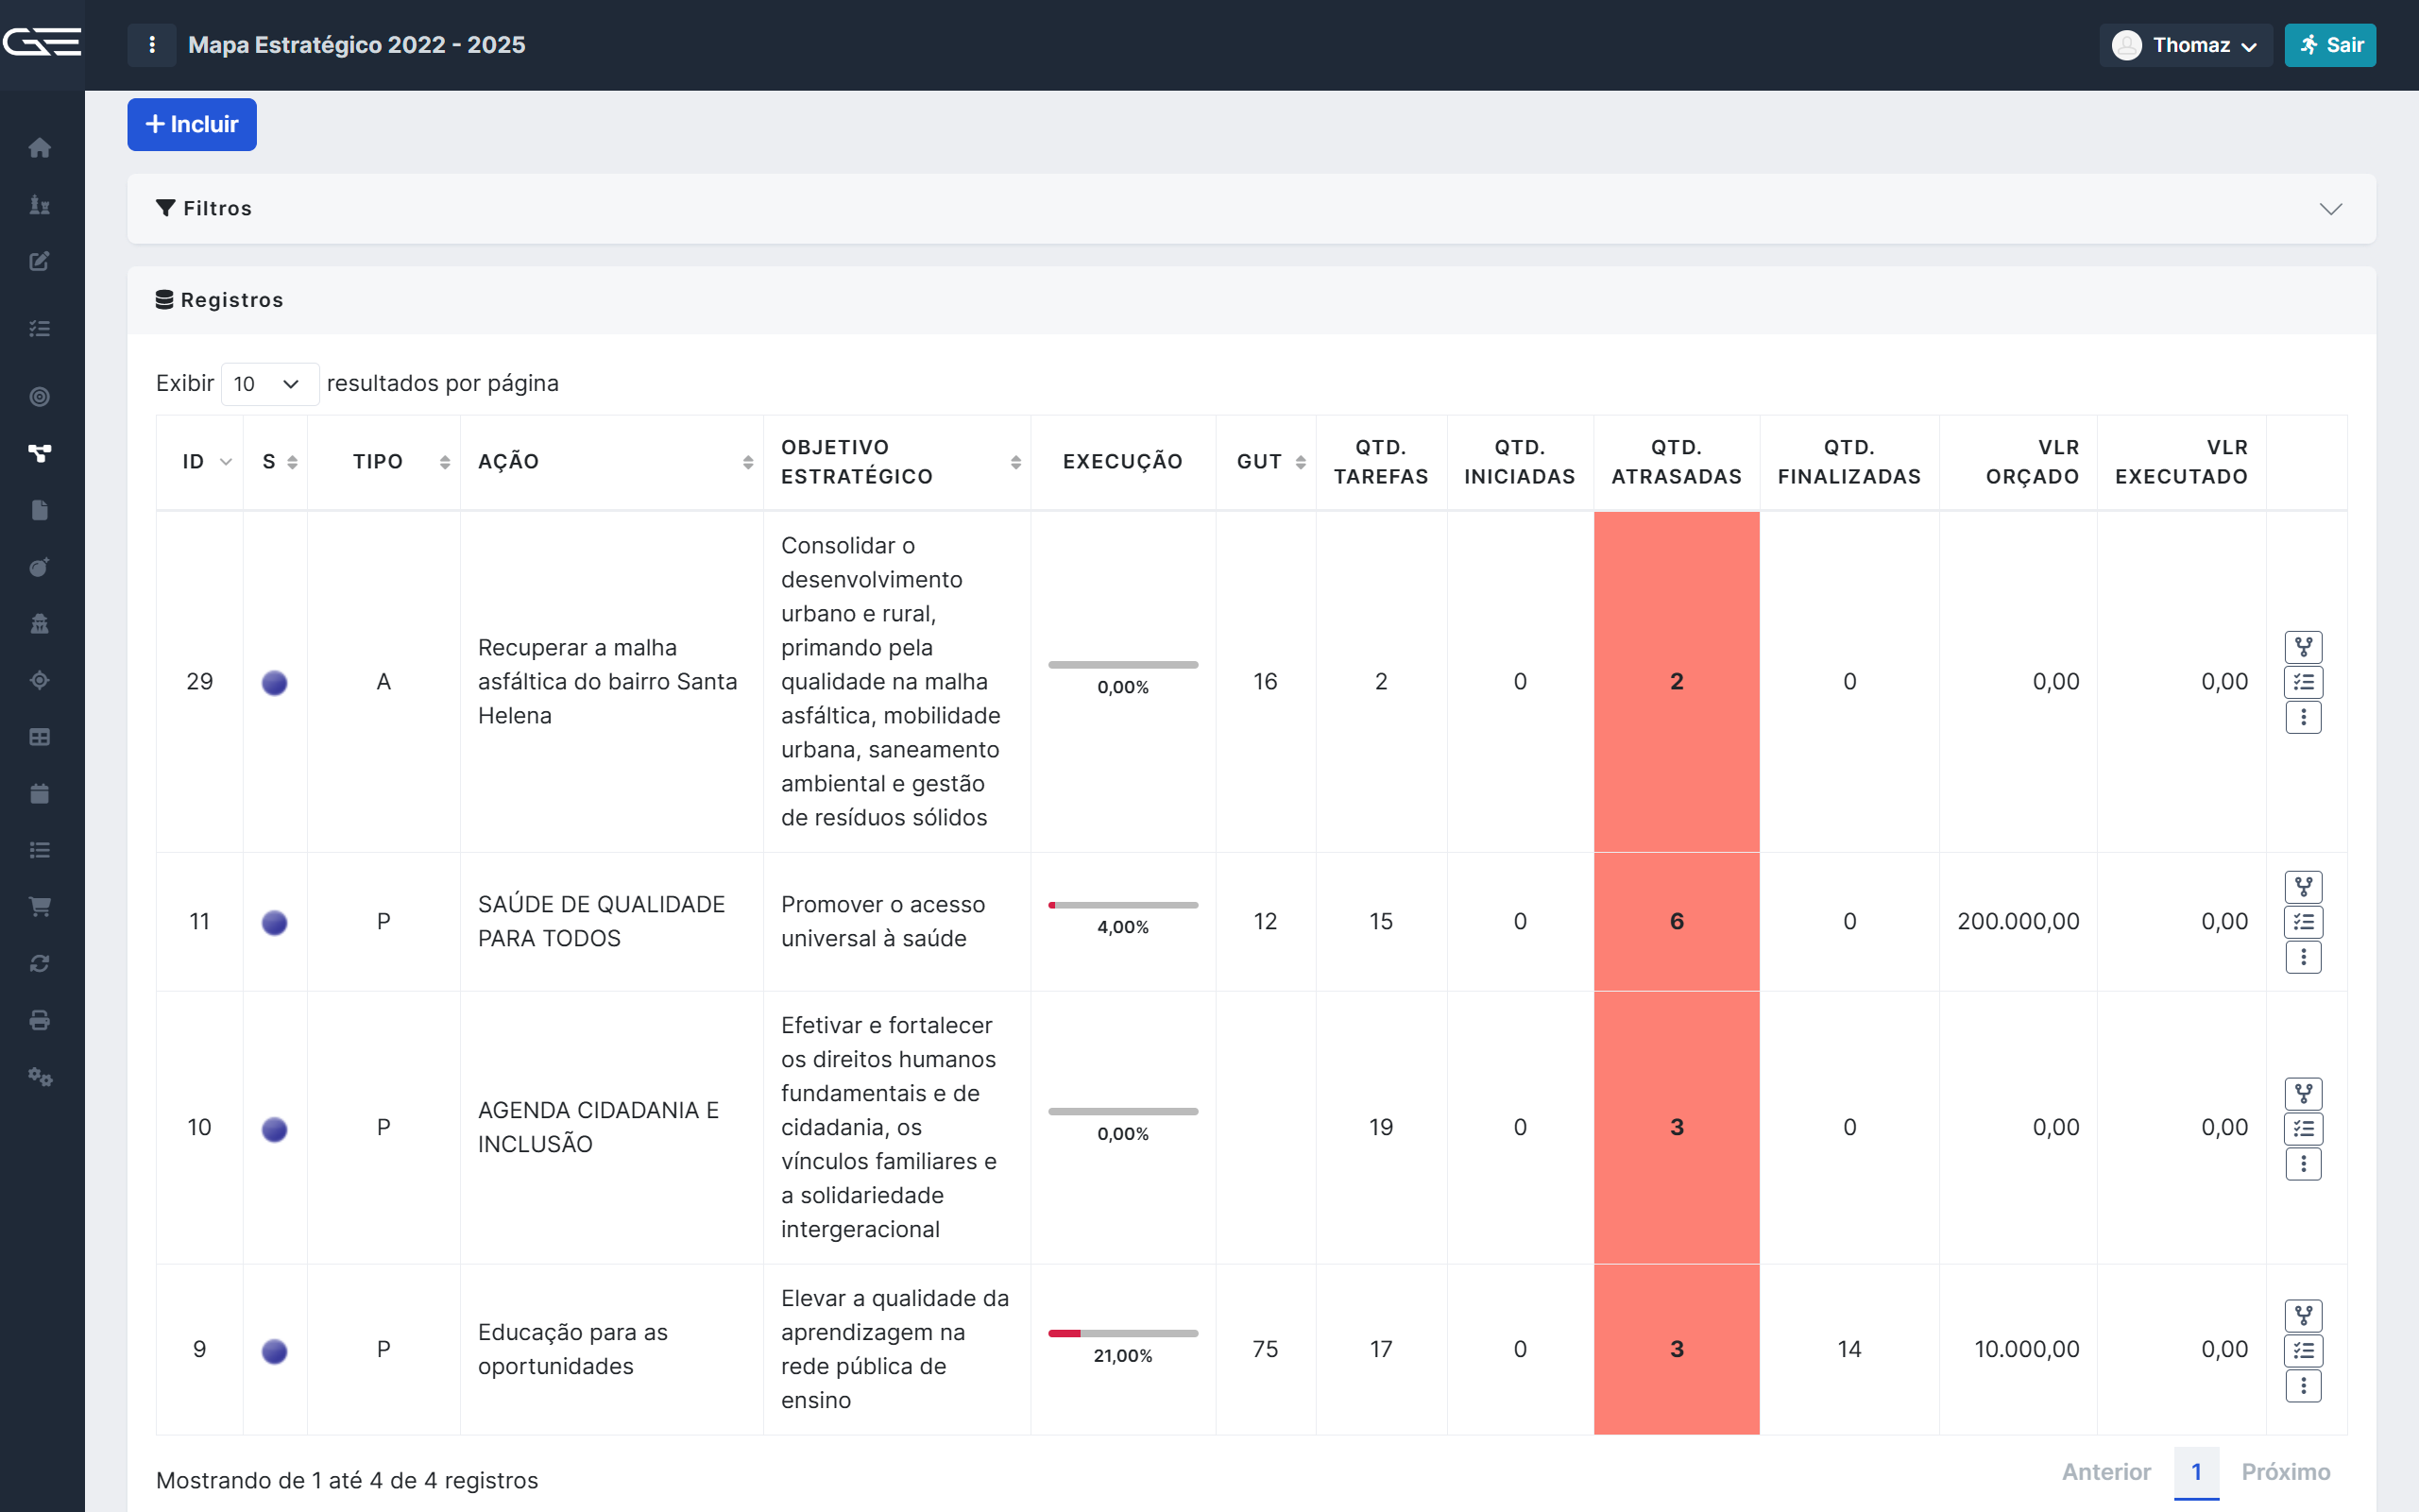 GE
Mapa Estratégico 2022 - 2025
Thomaz
Sair
Incluir
Filtros
Registros
Exibir 10 resultados por página
ID
S
TIPO
AÇÃO
OBJETIVO
ESTRATÉGICO
EXECUÇÃO
GUT
QTD.
TAREFAS
QTD.
INICIADAS
QTD.
ATRASADAS
QTD.
FINALIZADAS
VLR
ORÇADO
VLR
EXECUTADO
29
A
Recuperar a malha
asfáltica do bairro Santa
Helena
Consolidar o
desenvolvimento
urbano e rural,
primando pela
qualidade na malha
asfáltica, mobilidade
urbana, saneamento
ambiental e gestão
de resíduos sólidos
0,00%
16
2
0
2
0
0,00
0,00
11
P
SAÚDE DE QUALIDADE
PARA TODOS
Promover o acesso
universal à saúde
4,00%
12
15
0
6
0
200.000,00
0,00
10
P
AGENDA CIDADANIA E
INCLUSÃO
Efetivar e fortalecer
os direitos humanos
fundamentais e de
cidadania, os
vínculos familiares e
a solidariedade
intergeracional
0,00%
19
0
3
0
0,00
0,00
9
P
Educação para as
oportunidades
Elevar a qualidade da
aprendizagem na
rede pública de
ensino
21,00%
75
17
0
3
14
10.000,00
0,00
Mostrando de 1 até 4 de 4 registros
Anterior
1
Próximo